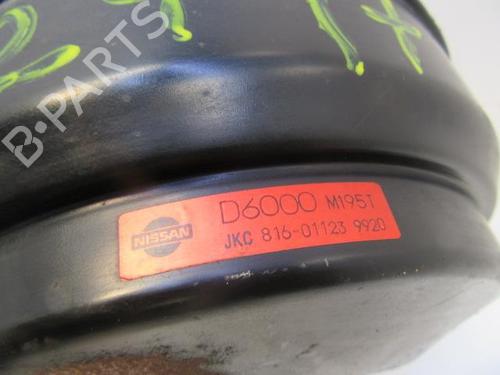 B-PARTS
D6000 M195T
NISSAN
JKC 816-01123 9920